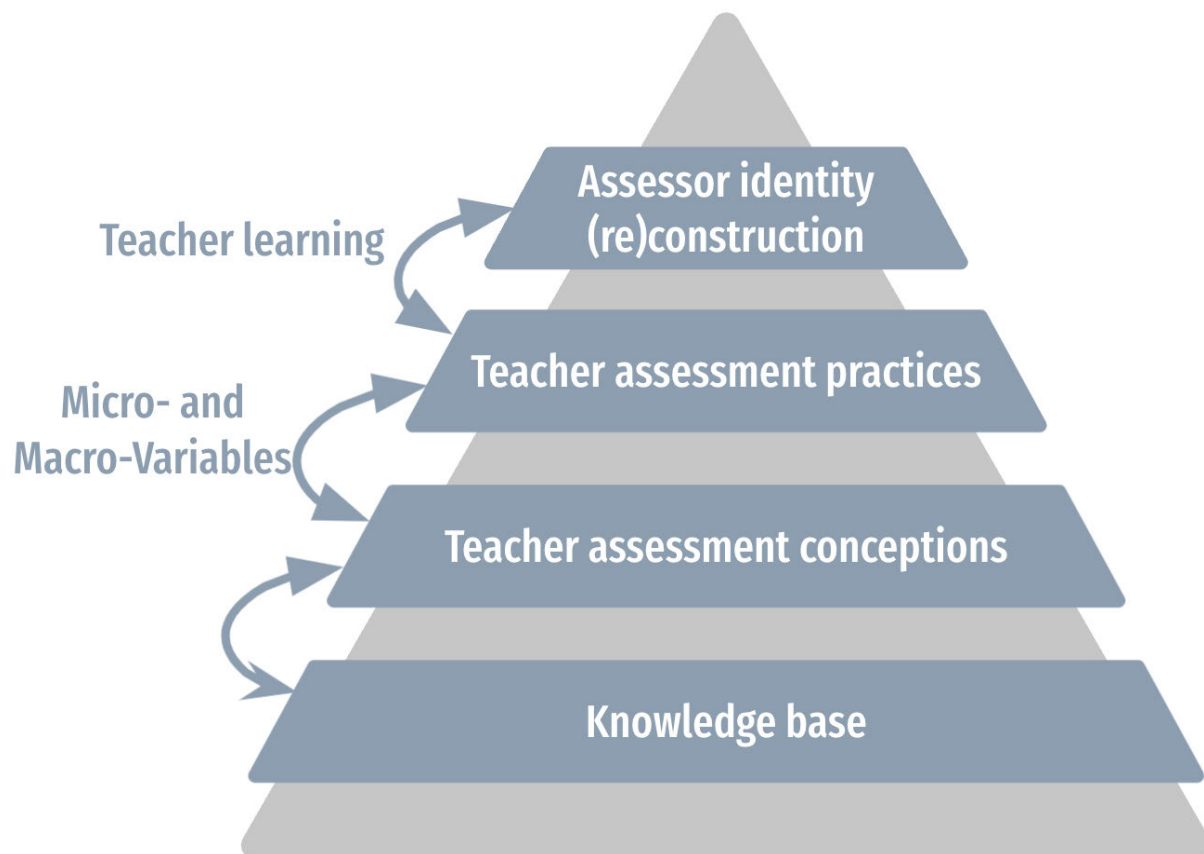 Assessor identity
(re)construction
Teacher learning
Teacher assessment practices
Micro- and
Macro-Variables
Teacher assessment conceptions
Knowledge base